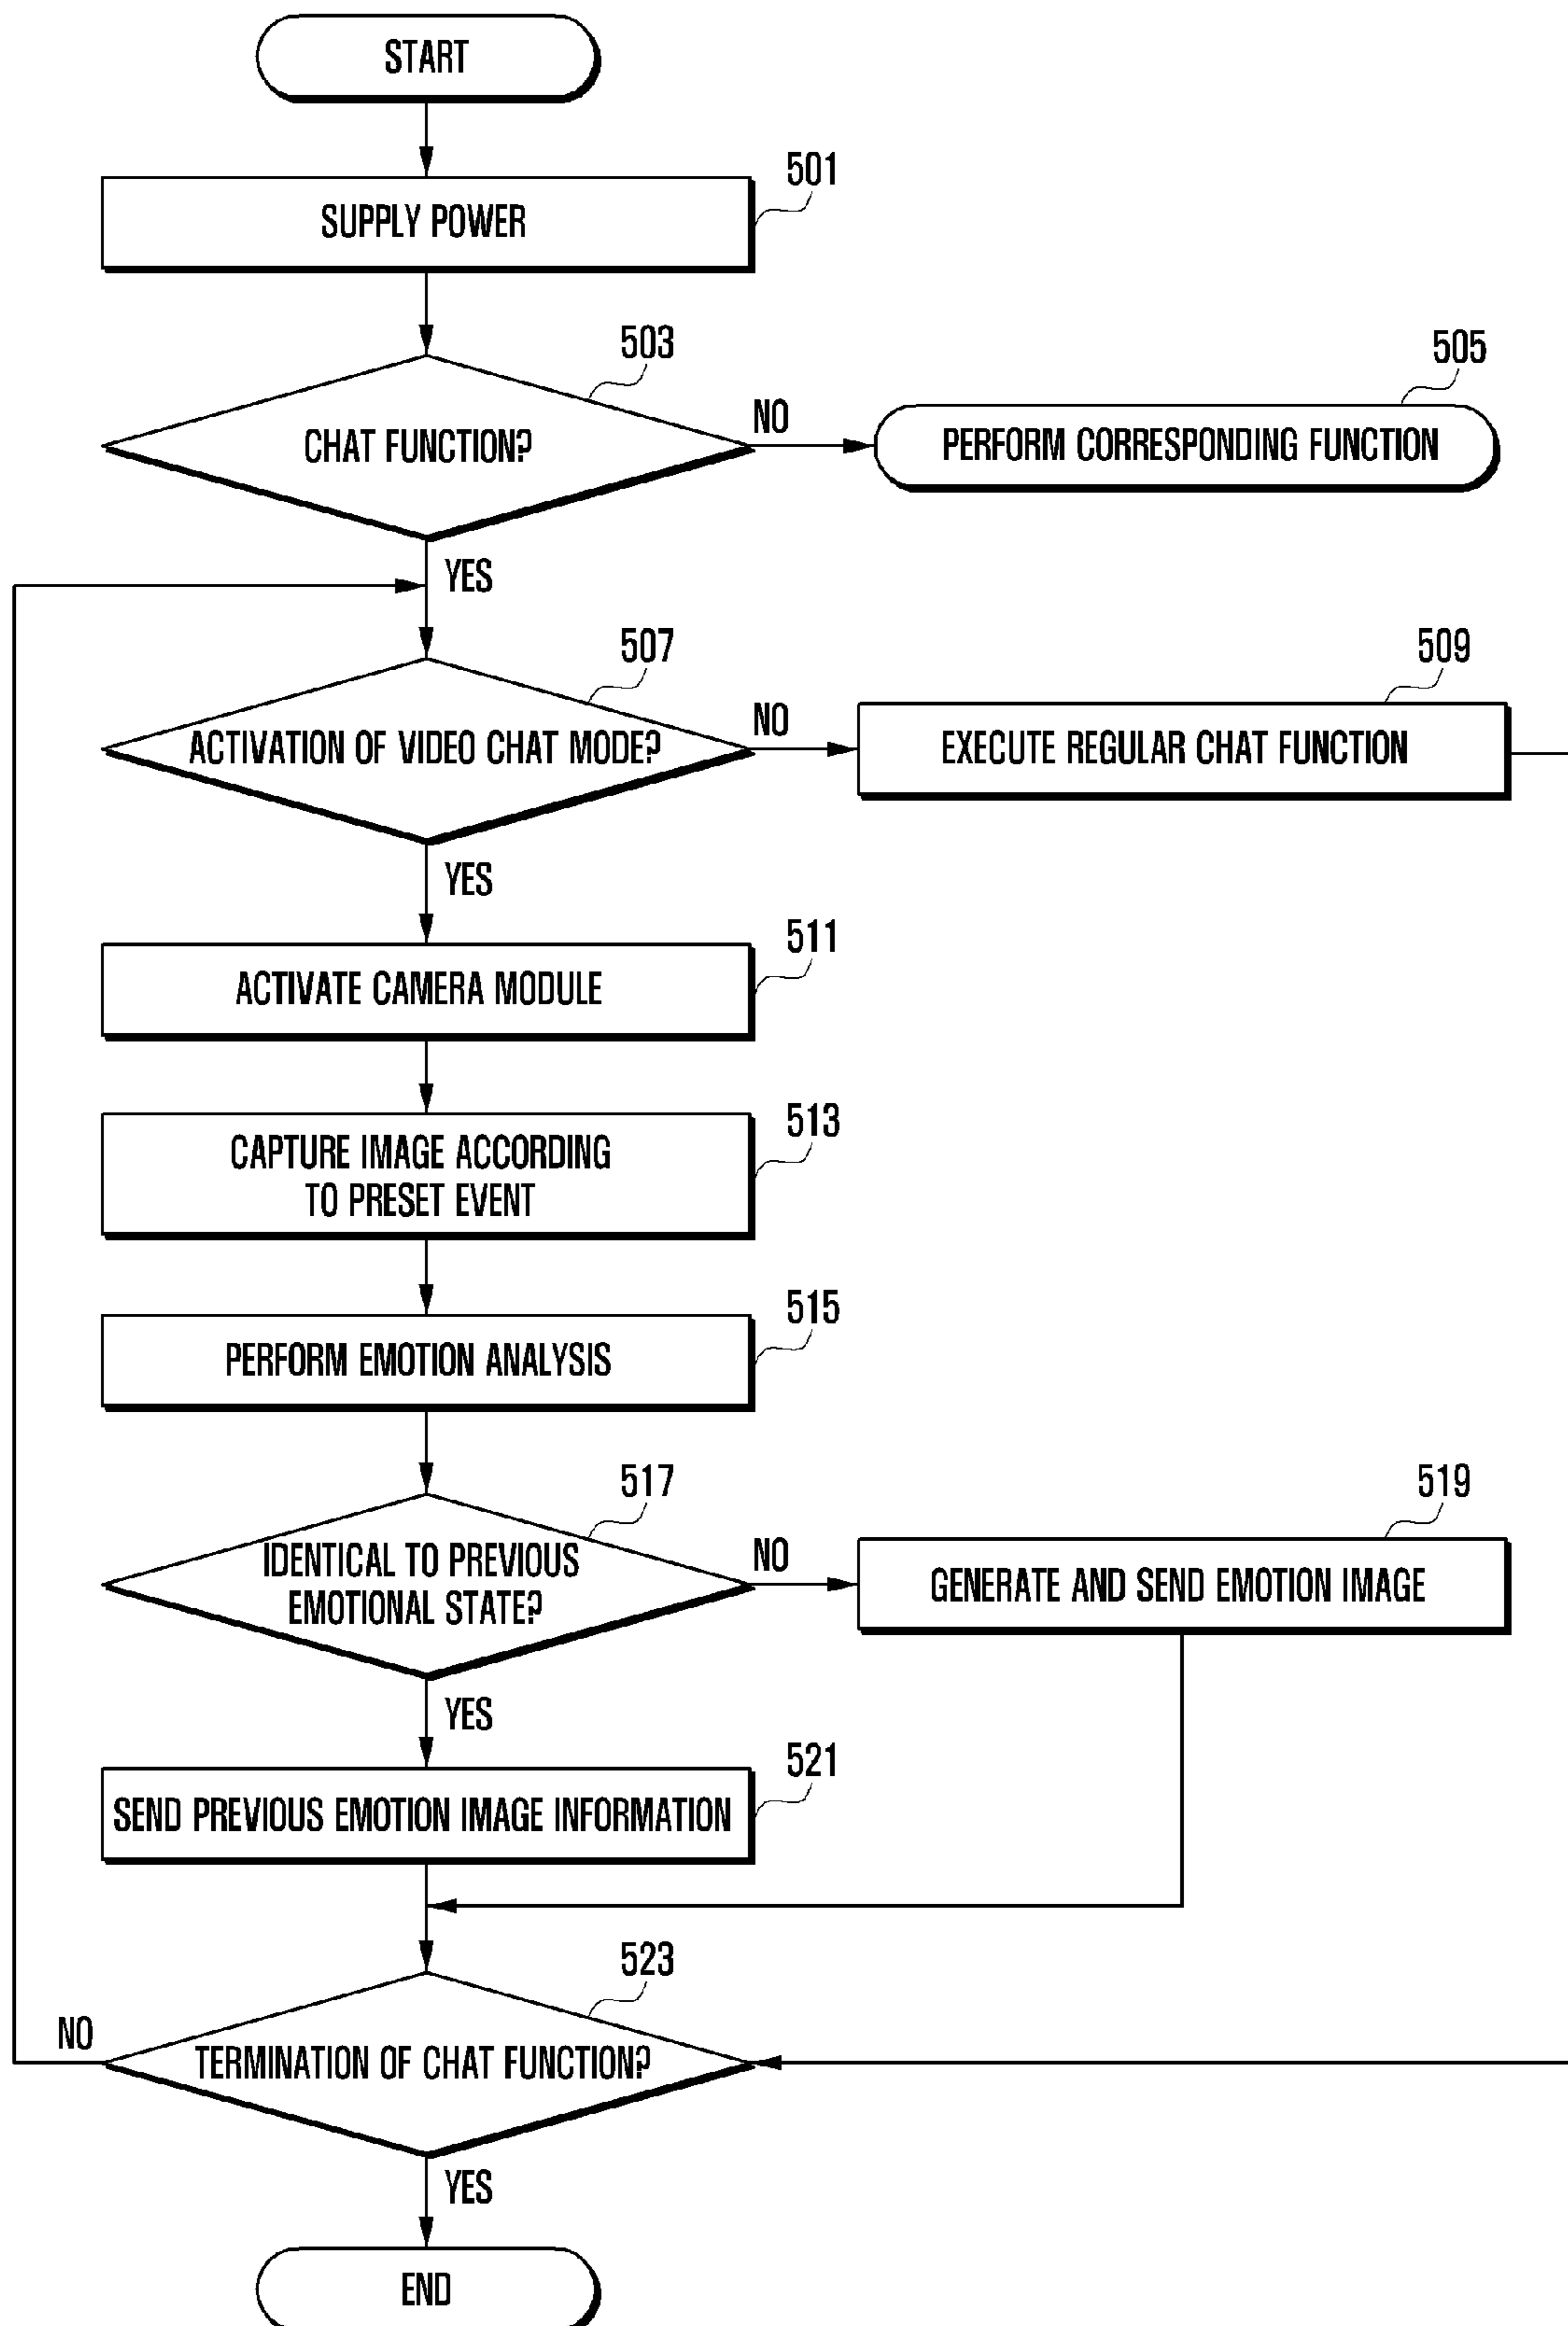 START
501
SUPPLY POWER
503
505
CHAT FUNCTION?
NO
PERFORM CORRESPONDING FUNCTION
YES
507
509
ACTIVATION OF VIDEO CHAT MODE?
NO
EXECUTE REGULAR CHAT FUNCTION
YES
511
ACTIVATE CAMERA MODULE
513
CAPTURE IMAGE ACCORDING
TO PRESET EVENT
515
PERFORM EMOTION ANALYSIS
517
519
IDENTICAL TO PREVIOUS
EMOTIONAL STATE?
NO
GENERATE AND SEND EMOTION IMAGE
YES
521
SEND PREVIOUS EMOTION IMAGE INFORMATION
523
NO
TERMINATION OF CHAT FUNCTION?
YES
END